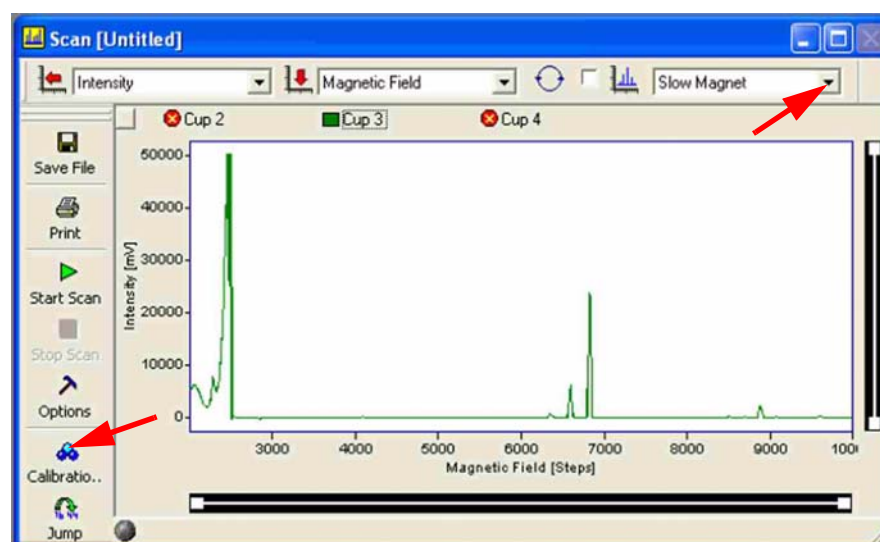 Scan [Untitled]
Intensity Magnetic Field Slow Magnet
Cup 2 Cup 3 Cup 4
Save File
Print
Start Scan
Stop Scan
Options
Calibratio..
Jump
Intensity [mV]
50000
40000
30000
20000
10000
0
3000 4000 5000 6000 7000 8000 9000 1000
Magnetic Field [Steps]